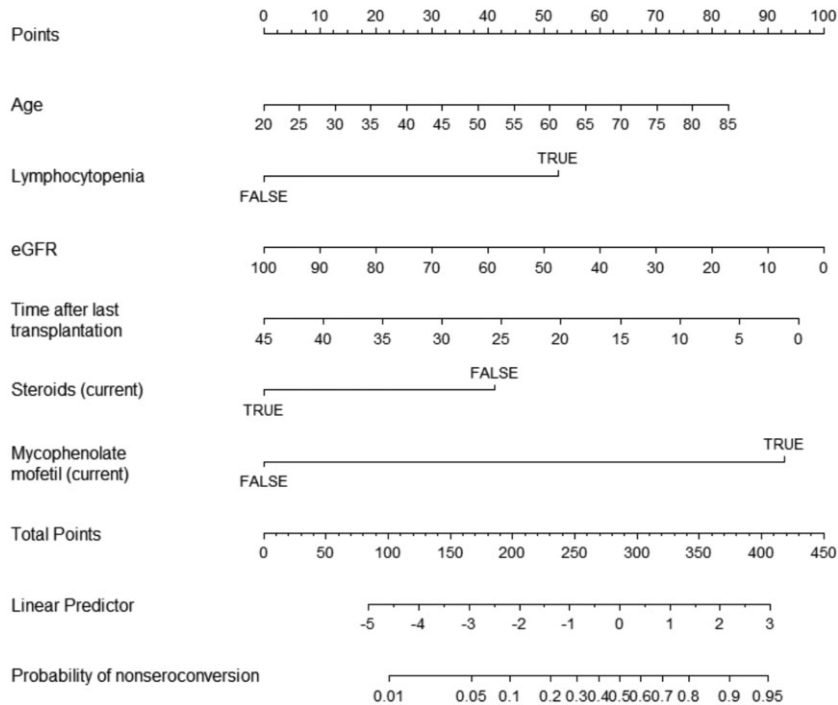 0 10 20 30 40 50 60 70 80 90 100
Points
Age
20 25 30 35 40 45 50 55 60 65 70 75 80 85
TRUE
Lymphocytopenia
FALSE
eGFR
100 90 80 70 60 50 40 30 20 10 0
Time after last
transplantation
45 40 35 30 25 20 15 10 5 0
FALSE
Steroids (current)
TRUE
TRUE
Mycophenolate
mofetil (current)
FALSE
Total Points
0 50 100 150 200 250 300 350 400 450
Linear Predictor
-5 -4 -3 -2 -1 0 1 2 3
Probability of nonseroconversion
0.01 0.05 0.1 0.2 0.3 0.4 0.5 0.6 0.7 0.8 0.9 0.95